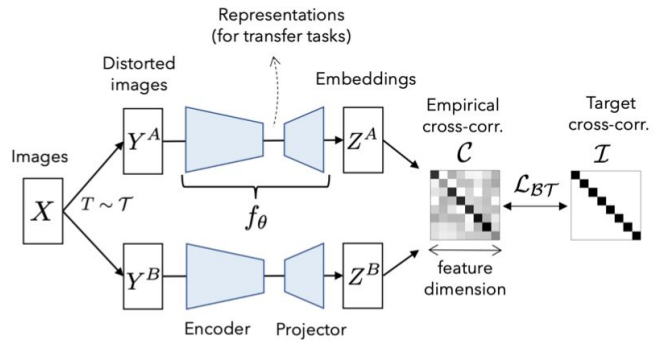 Representations
(for transfer tasks)
Distorted
images
Embeddings
Empirical
cross-corr.
Target
cross-corr.
Images
Y^A
Z^A
C
I
X
T ~ T
f_θ
L_BT
Y^B
Z^B
feature
dimension
Encoder
Projector